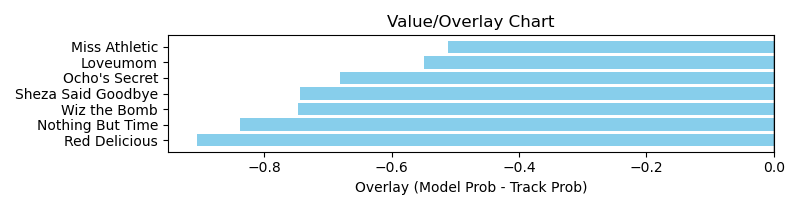 Value/Overlay Chart
Miss Athletic
Loveumom
Ocho's Secret
Sheza Said Goodbye
Wiz the Bomb
Nothing But Time
Red Delicious
−0.8 −0.6 −0.4 −0.2 0.0
Overlay (Model Prob - Track Prob)